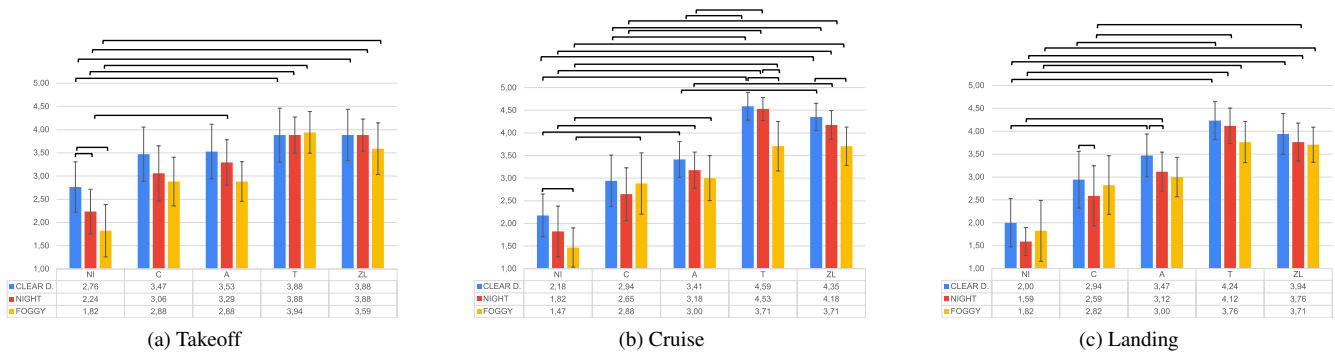 5,00
4,50
4,00
3,50
3,00
2,50
2,00
1,50
1,00
NI C A T ZL
CLEAR D. 2,76 3,47 3,53 3,88 3,88
NIGHT 2,24 3,06 3,29 3,88 3,88
FOGGY 1,82 2,88 2,88 3,94 3,59
(a) Takeoff
5,00
4,50
4,00
3,50
3,00
2,50
2,00
1,50
1,00
NI C A T ZL
CLEAR D. 2,18 2,94 3,41 4,59 4,35
NIGHT 1,82 2,65 3,18 4,53 4,18
FOGGY 1,47 2,88 3,00 3,71 3,71
(b) Cruise
5,00
4,50
4,00
3,50
3,00
2,50
2,00
1,50
1,00
NI C A T ZL
CLEAR D. 2,00 2,94 3,47 4,24 3,94
NIGHT 1,59 2,59 3,12 4,12 3,76
FOGGY 1,82 2,82 3,00 3,76 3,71
(c) Landing